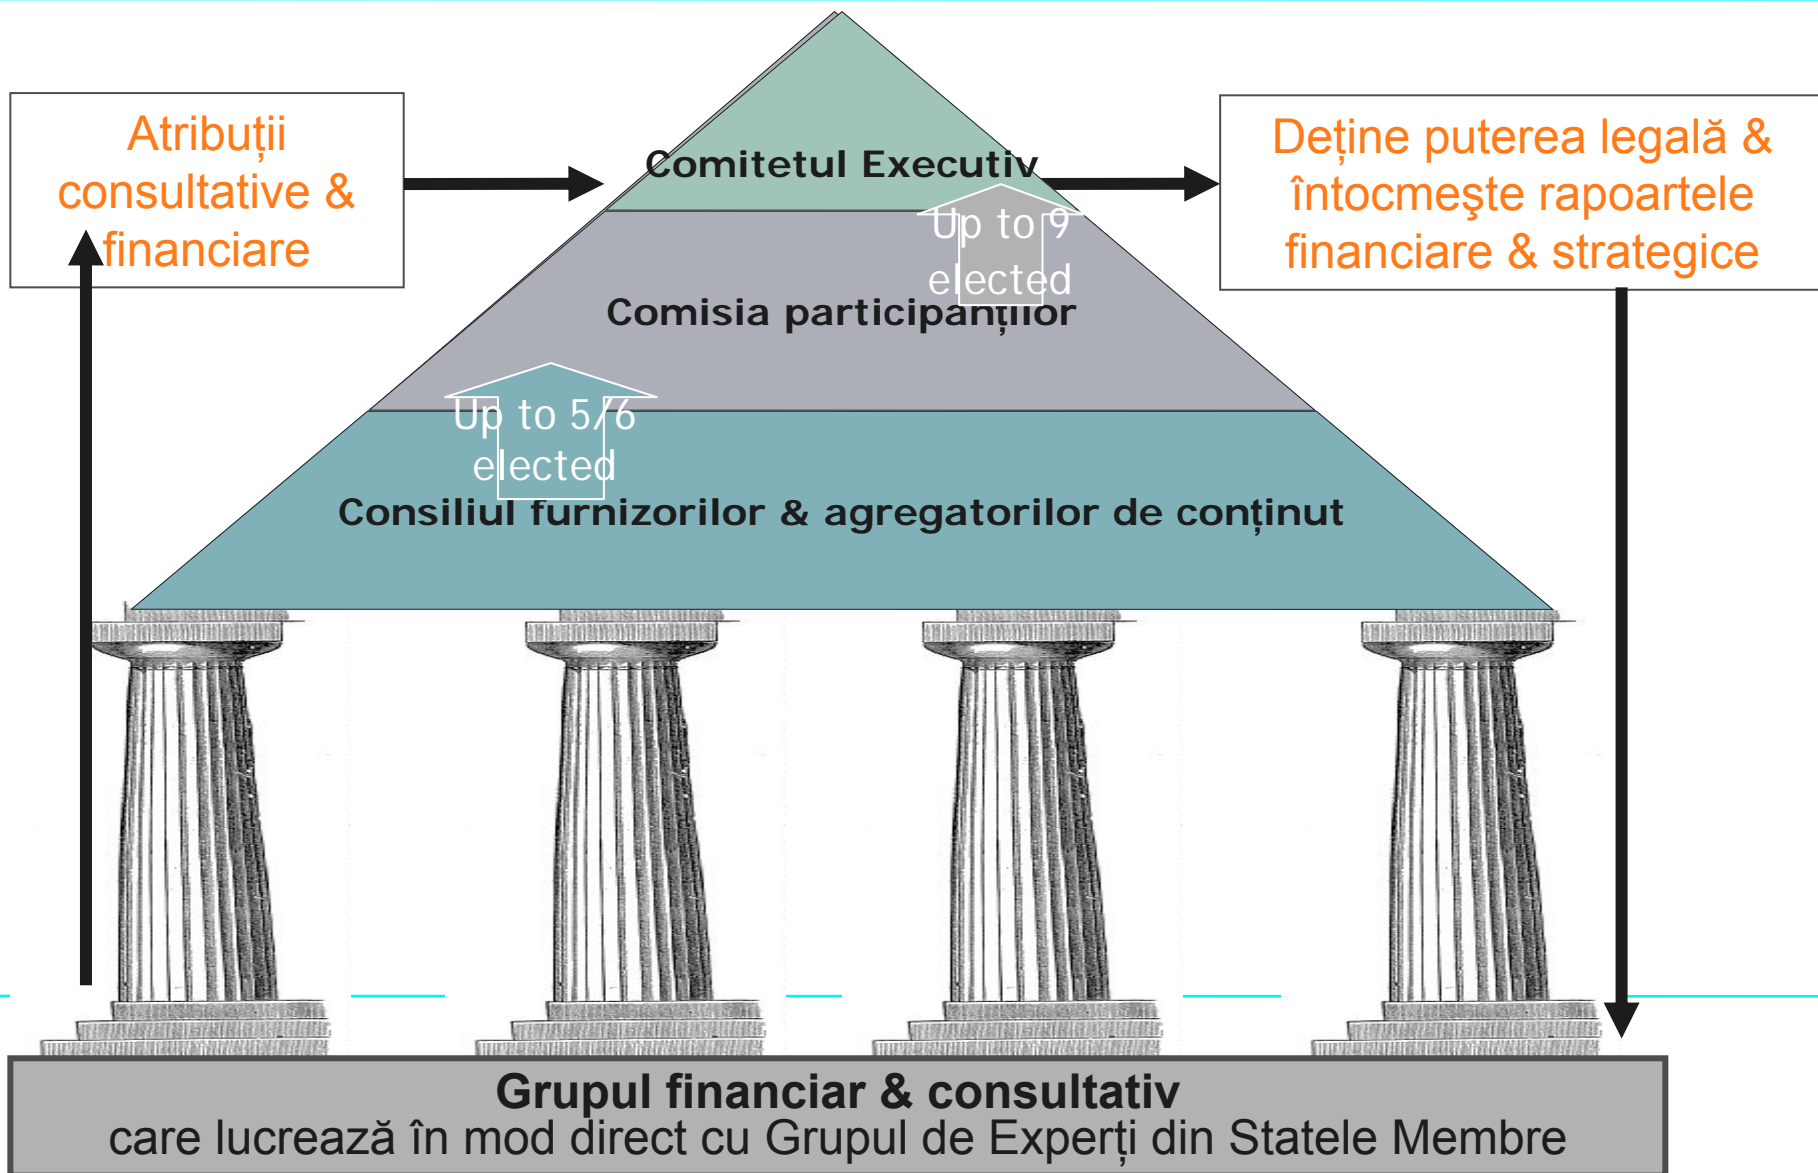 Atribuții
consultative &
financiare
Comitetul Executiv
Deține puterea legală &
întocmeşte rapoartele
financiare & strategice
Up to 9
elected
Comisia participanților
Up to 5/6
elected
Consiliul furnizorilor & agregatorilor de conținut
Grupul financiar & consultativ
care lucrează în mod direct cu Grupul de Experți din Statele Membre